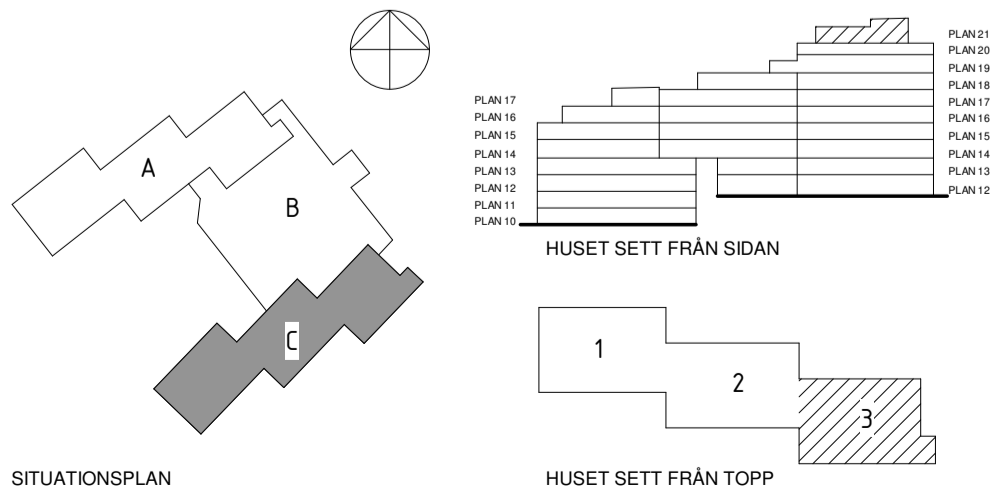 A
B
C
SITUATIONSPLAN
PLAN 17
PLAN 16
PLAN 15
PLAN 14
PLAN 13
PLAN 12
PLAN 11
PLAN 10
PLAN 21
PLAN 20
PLAN 19
PLAN 18
PLAN 17
PLAN 16
PLAN 15
PLAN 14
PLAN 13
PLAN 12
HUSET SETT FRÅN SIDAN
1
2
3
HUSET SETT FRÅN TOPP